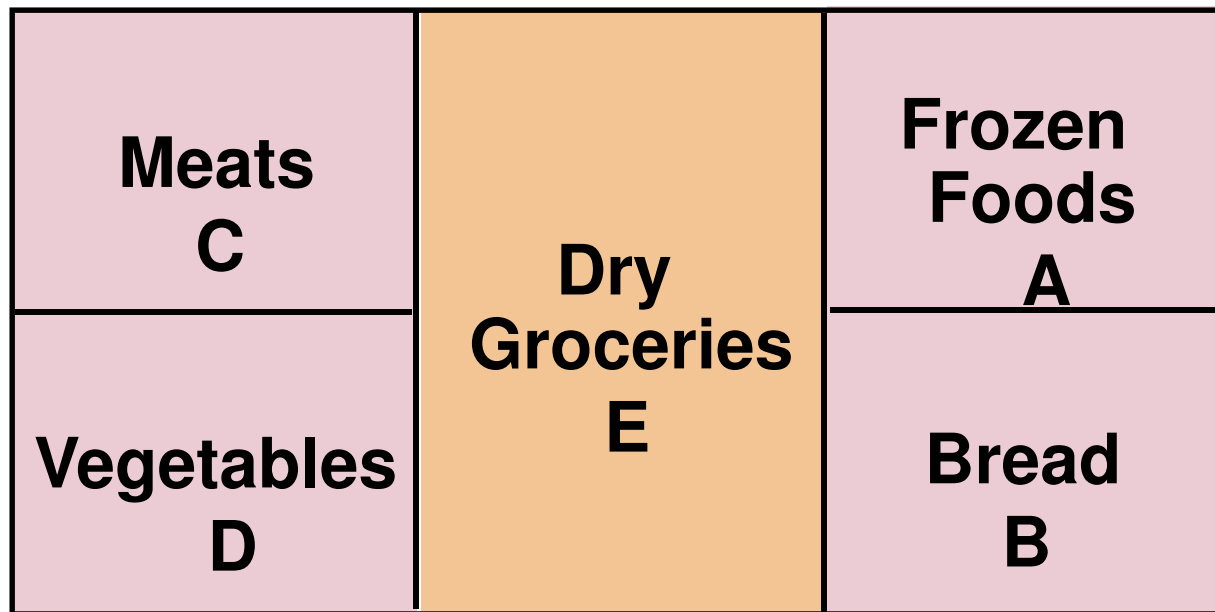 Meats
C
Vegetables
D
Dry
Groceries
E
Frozen
Foods
A
Bread
B